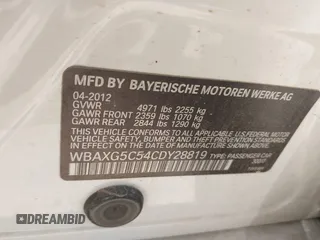 MFD BY BAYERISCHE MOTOREN WERKE AG
04-2012
GVWR 4971 lbs 2255 kg
GAWR FRONT 2359 lbs 1070 kg
GAWR REAR 2844 lbs 1290 kg
THIS VEHICLE CONFORMS TO ALL APPLICABLE FEDERAL
MOTOR VEHICLE SAFETY, BUMPER, AND THEFT
PREVENTION STANDARDS IN EFFECT ON THE DATE OF
MANUFACTURE SHOWN ABOVE.
WBAXG5C54CDY28819 TYPE: PASSENGER CAR
DREAMBID
dreambid.com